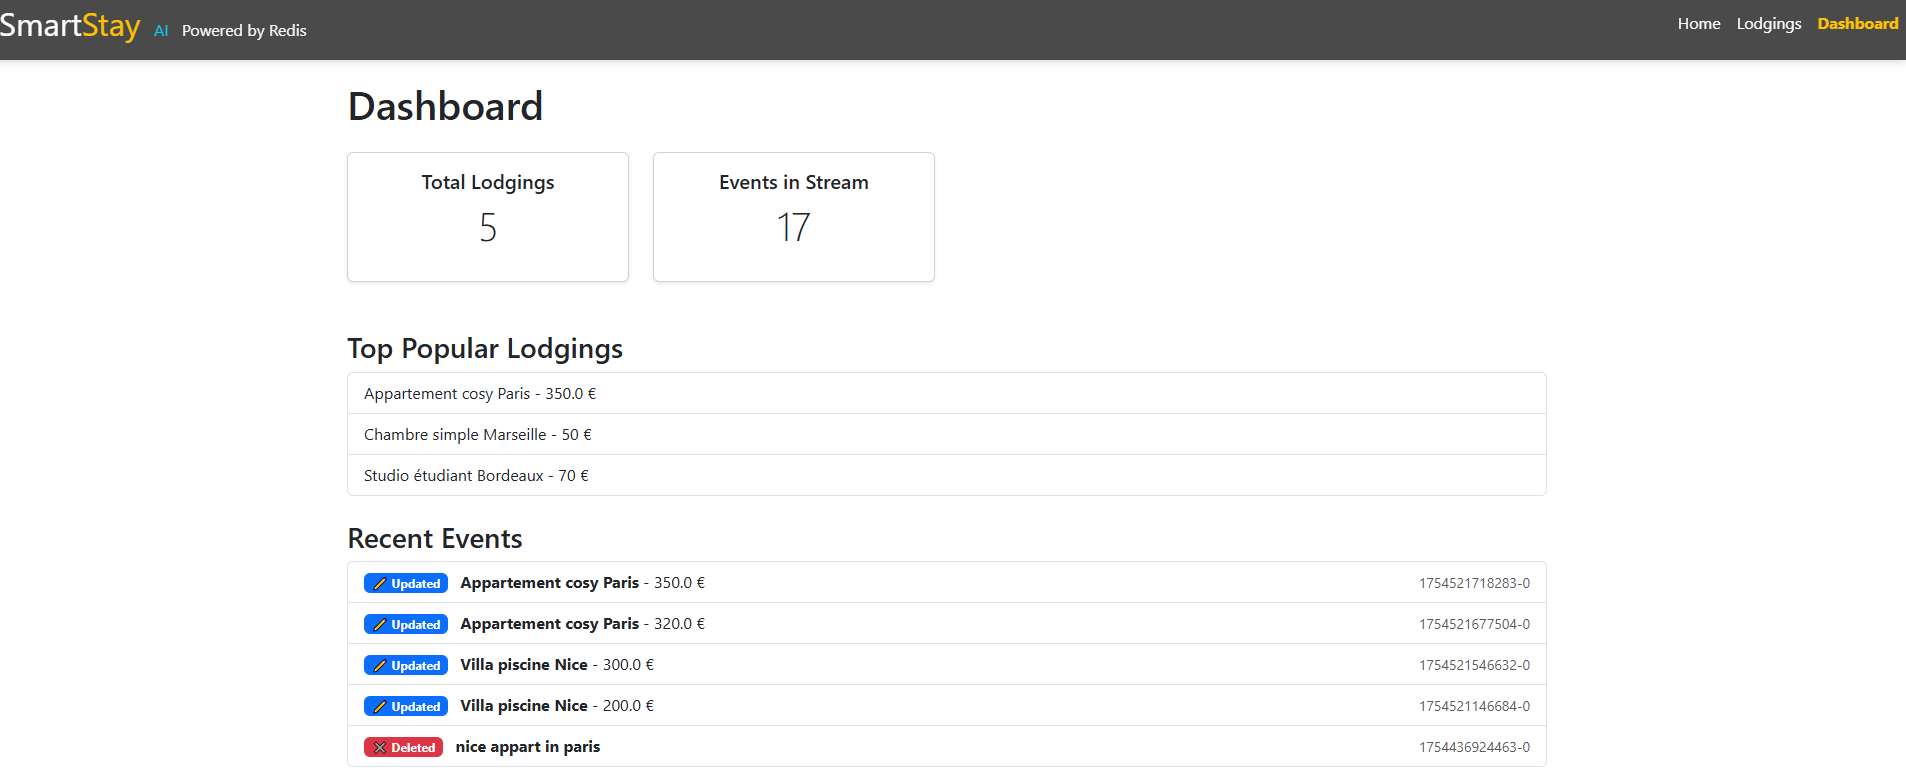 SmartStay AI Powered by Redis
Home Lodgings Dashboard
Dashboard
Total Lodgings
5
Events in Stream
17
Top Popular Lodgings
Appartement cosy Paris - 350.0 €
Chambre simple Marseille - 50 €
Studio étudiant Bordeaux - 70 €
Recent Events
Updated Appartement cosy Paris - 350.0 € 1754521718283-0
Updated Appartement cosy Paris - 320.0 € 1754521677504-0
Updated Villa piscine Nice - 300.0 € 1754521546632-0
Updated Villa piscine Nice - 200.0 € 1754521146684-0
Deleted nice appart in paris 1754436924463-0